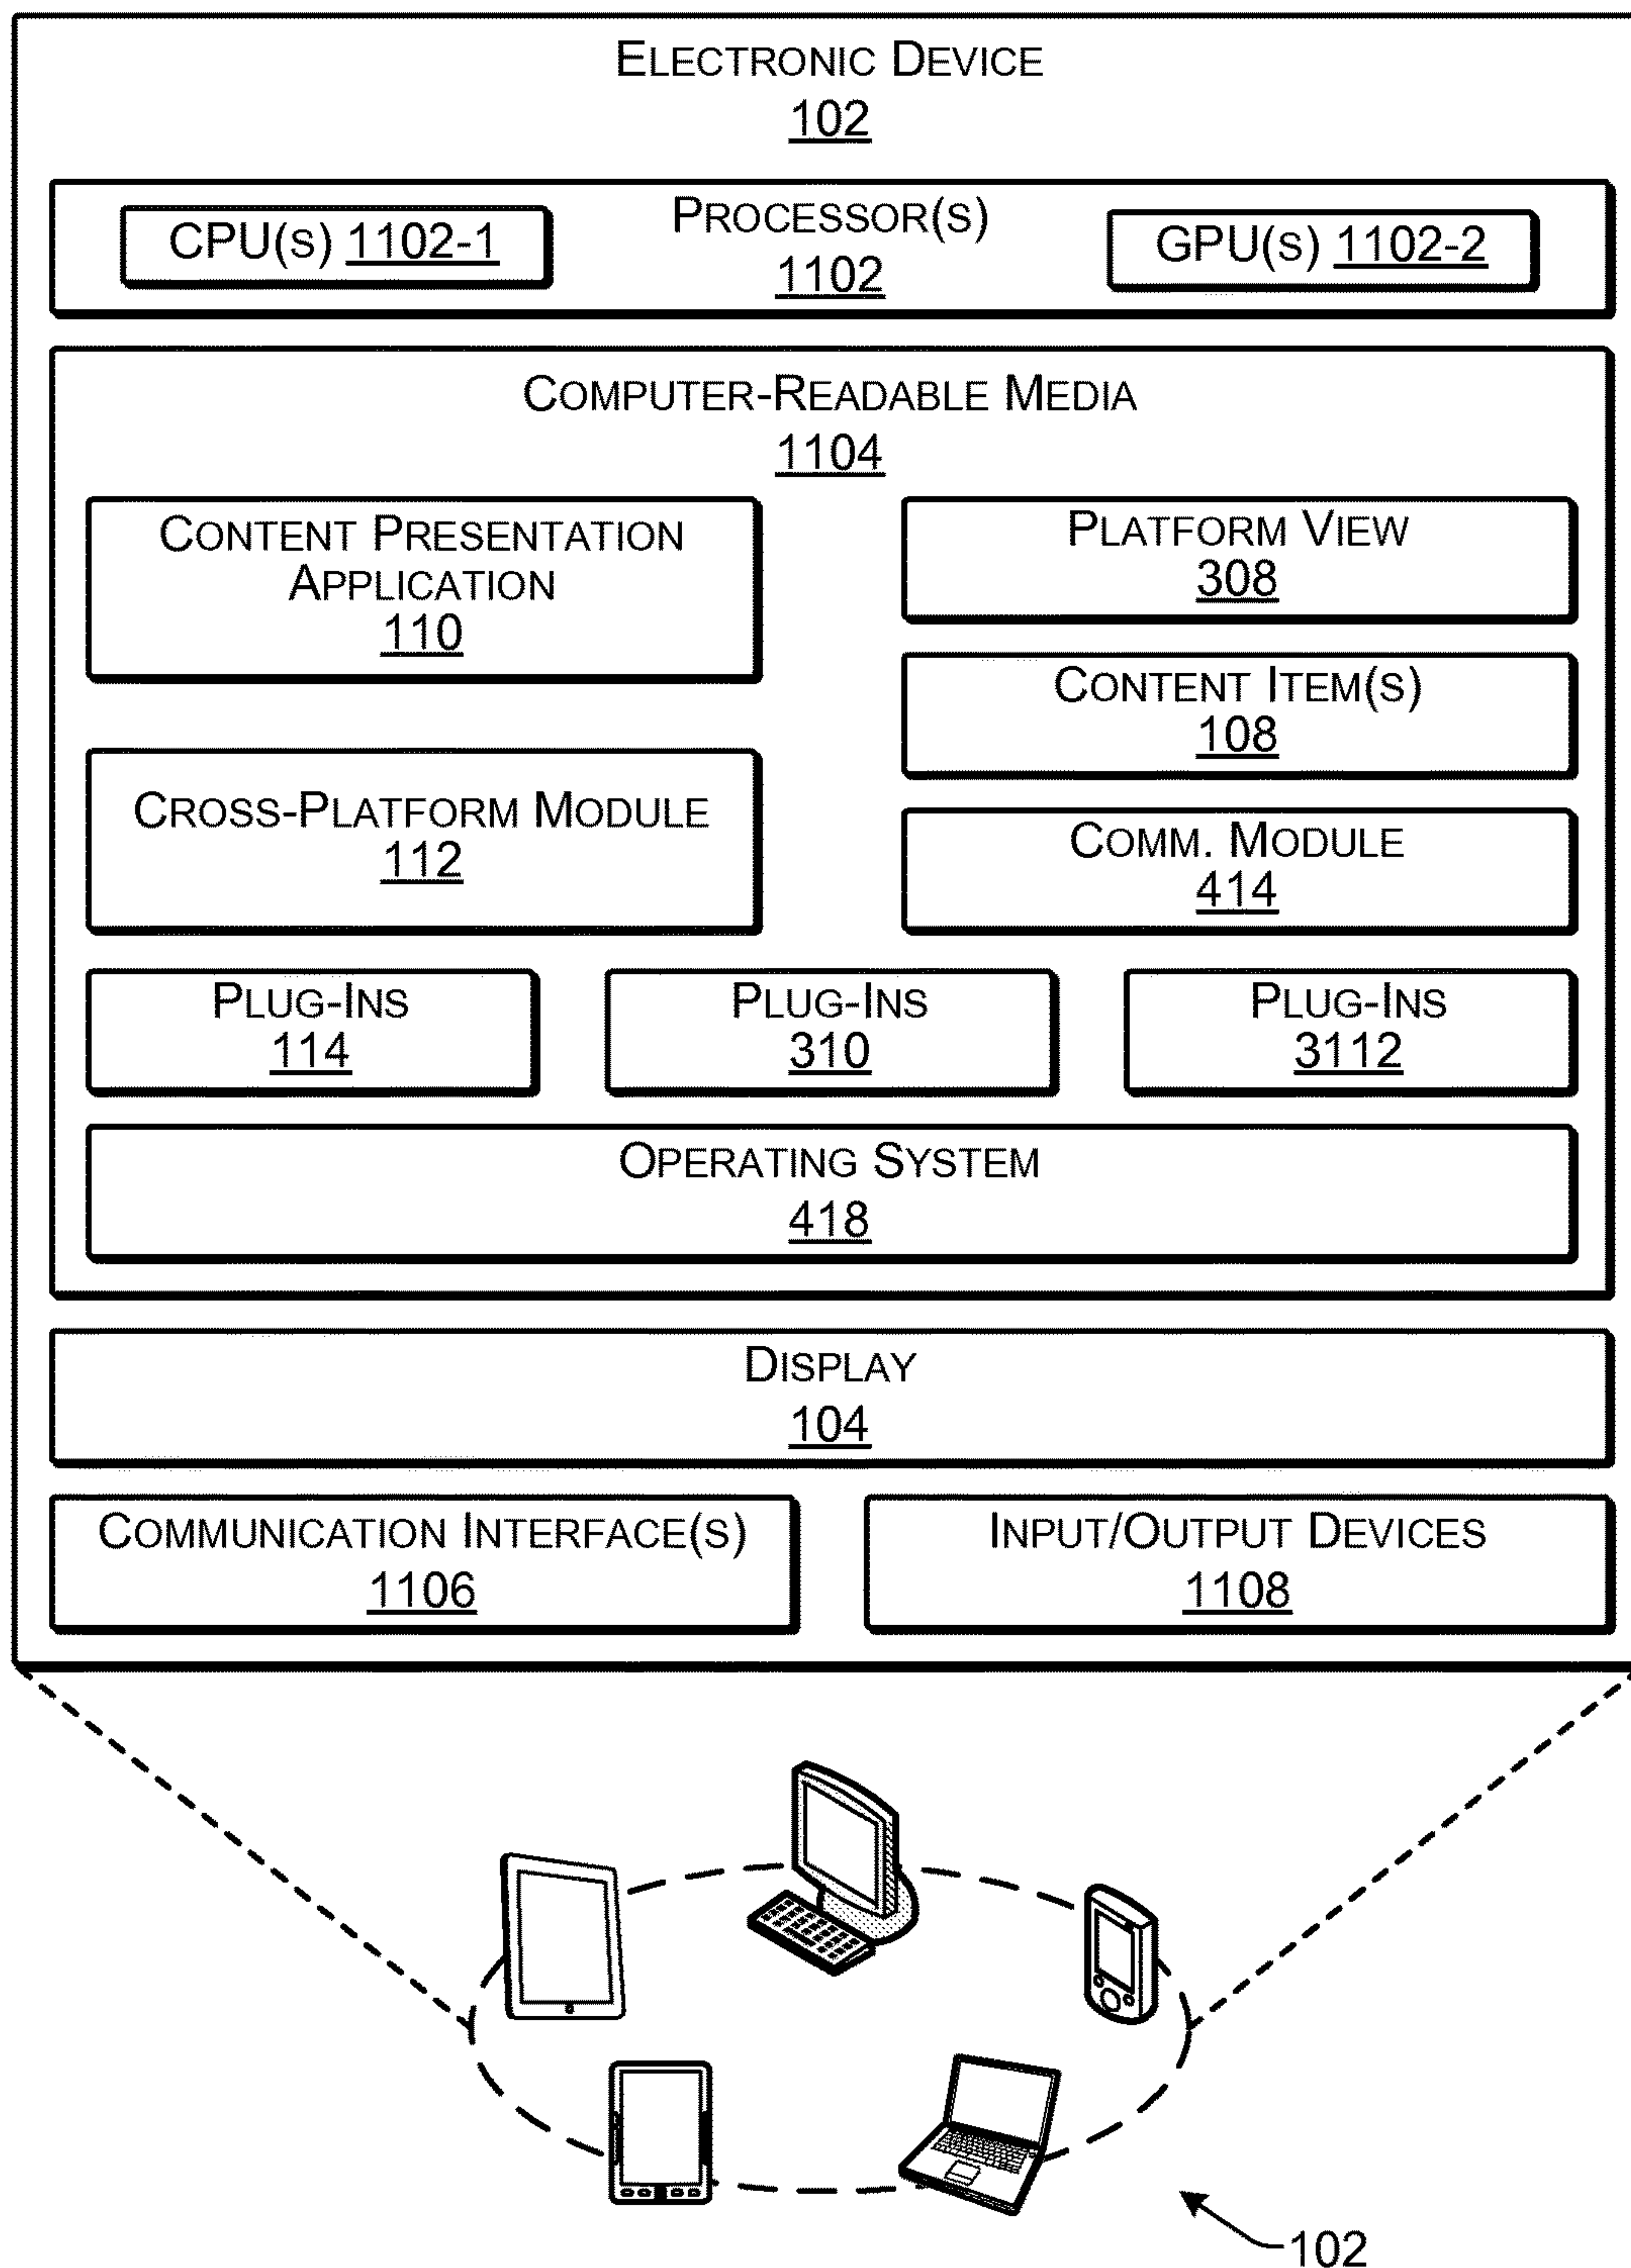 ELECTRONIC DEVICE
102
PROCESSOR(S)
CPU(S) 1102-1
1102
GPU(S) 1102-2
COMPUTER-READABLE MEDIA
1104
CONTENT PRESENTATION
APPLICATION
110
PLATFORM VIEW
308
CONTENT ITEM(S)
108
CROSS-PLATFORM MODULE
112
COMM. MODULE
414
PLUG-INS
114
PLUG-INS
310
PLUG-INS
3112
OPERATING SYSTEM
418
DISPLAY
104
COMMUNICATION INTERFACE(S)
1106
INPUT/OUTPUT DEVICES
1108
102